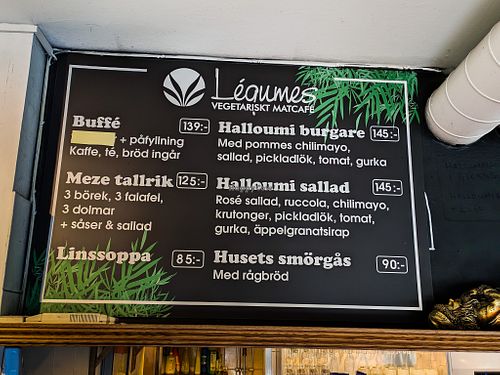 Légumes
VEGETARISKT MATCAFÉ
Buffé 139:-
+ påfyllning
Kaffe, té, bröd ingår
Meze tallrik 125:-
3 börek, 3 falafel,
3 dolmar
+ såser & sallad
Linssoppa 85:-
Halloumi burgare 145:-
Med pommes chilimayo,
sallad, pickladlök, tomat, gurka
Halloumi sallad 145:-
Rosé sallad, ruccola, chilimayo,
krutonger, pickladlök, tomat,
gurka, äppelgranatsirap
Husets smörgås 90:-
Med rågbröd